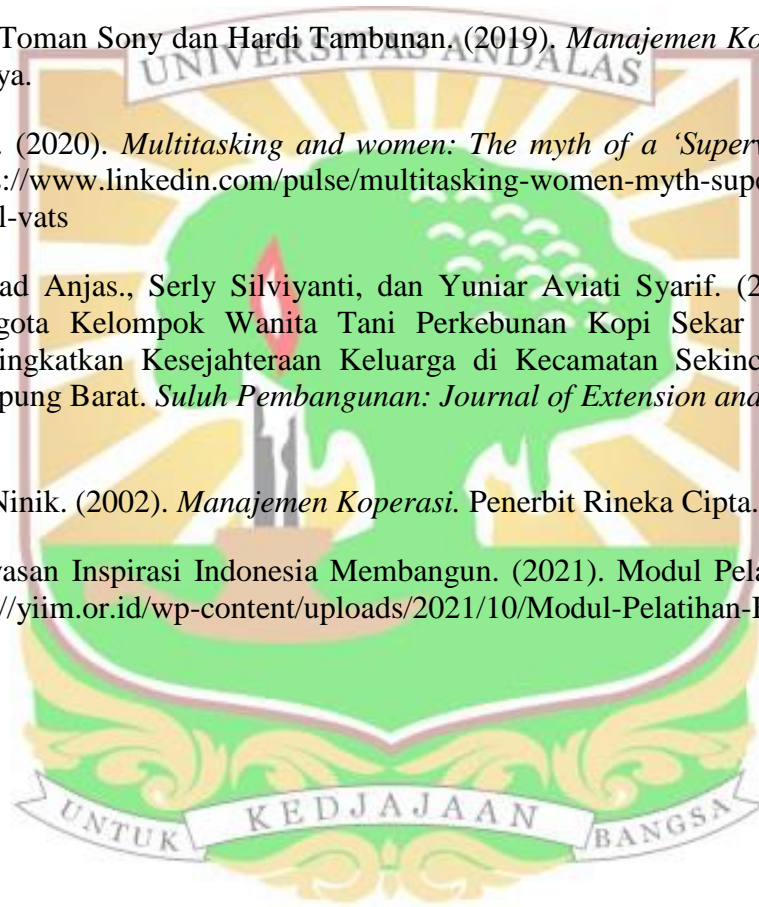 Toman Sony dan Hardi Tambunan. (2019). Manajemen Ko
ya.
UNIVERSITAS ANDALAS
. (2020). Multitasking and women: The myth of a ‘Superv
s://www.linkedin.com/pulse/multitasking-women-myth-supe
l-vats
ad Anjas., Serly Silviyanti, dan Yuniar Aviati Syarif. (2
gota Kelompok Wanita Tani Perkebunan Kopi Sekar
ingkatkan Kesejahteraan Keluarga di Kecamatan Sekinc
pung Barat. Suluh Pembangunan: Journal of Extension and
Ninik. (2002). Manajemen Koperasi. Penerbit Rineka Cipta.
yasan Inspirasi Indonesia Membangun. (2021). Modul Pela
://yiim.or.id/wp-content/uploads/2021/10/Modul-Pelatihan-
UNTUK KEDJAJAAN BANGSA